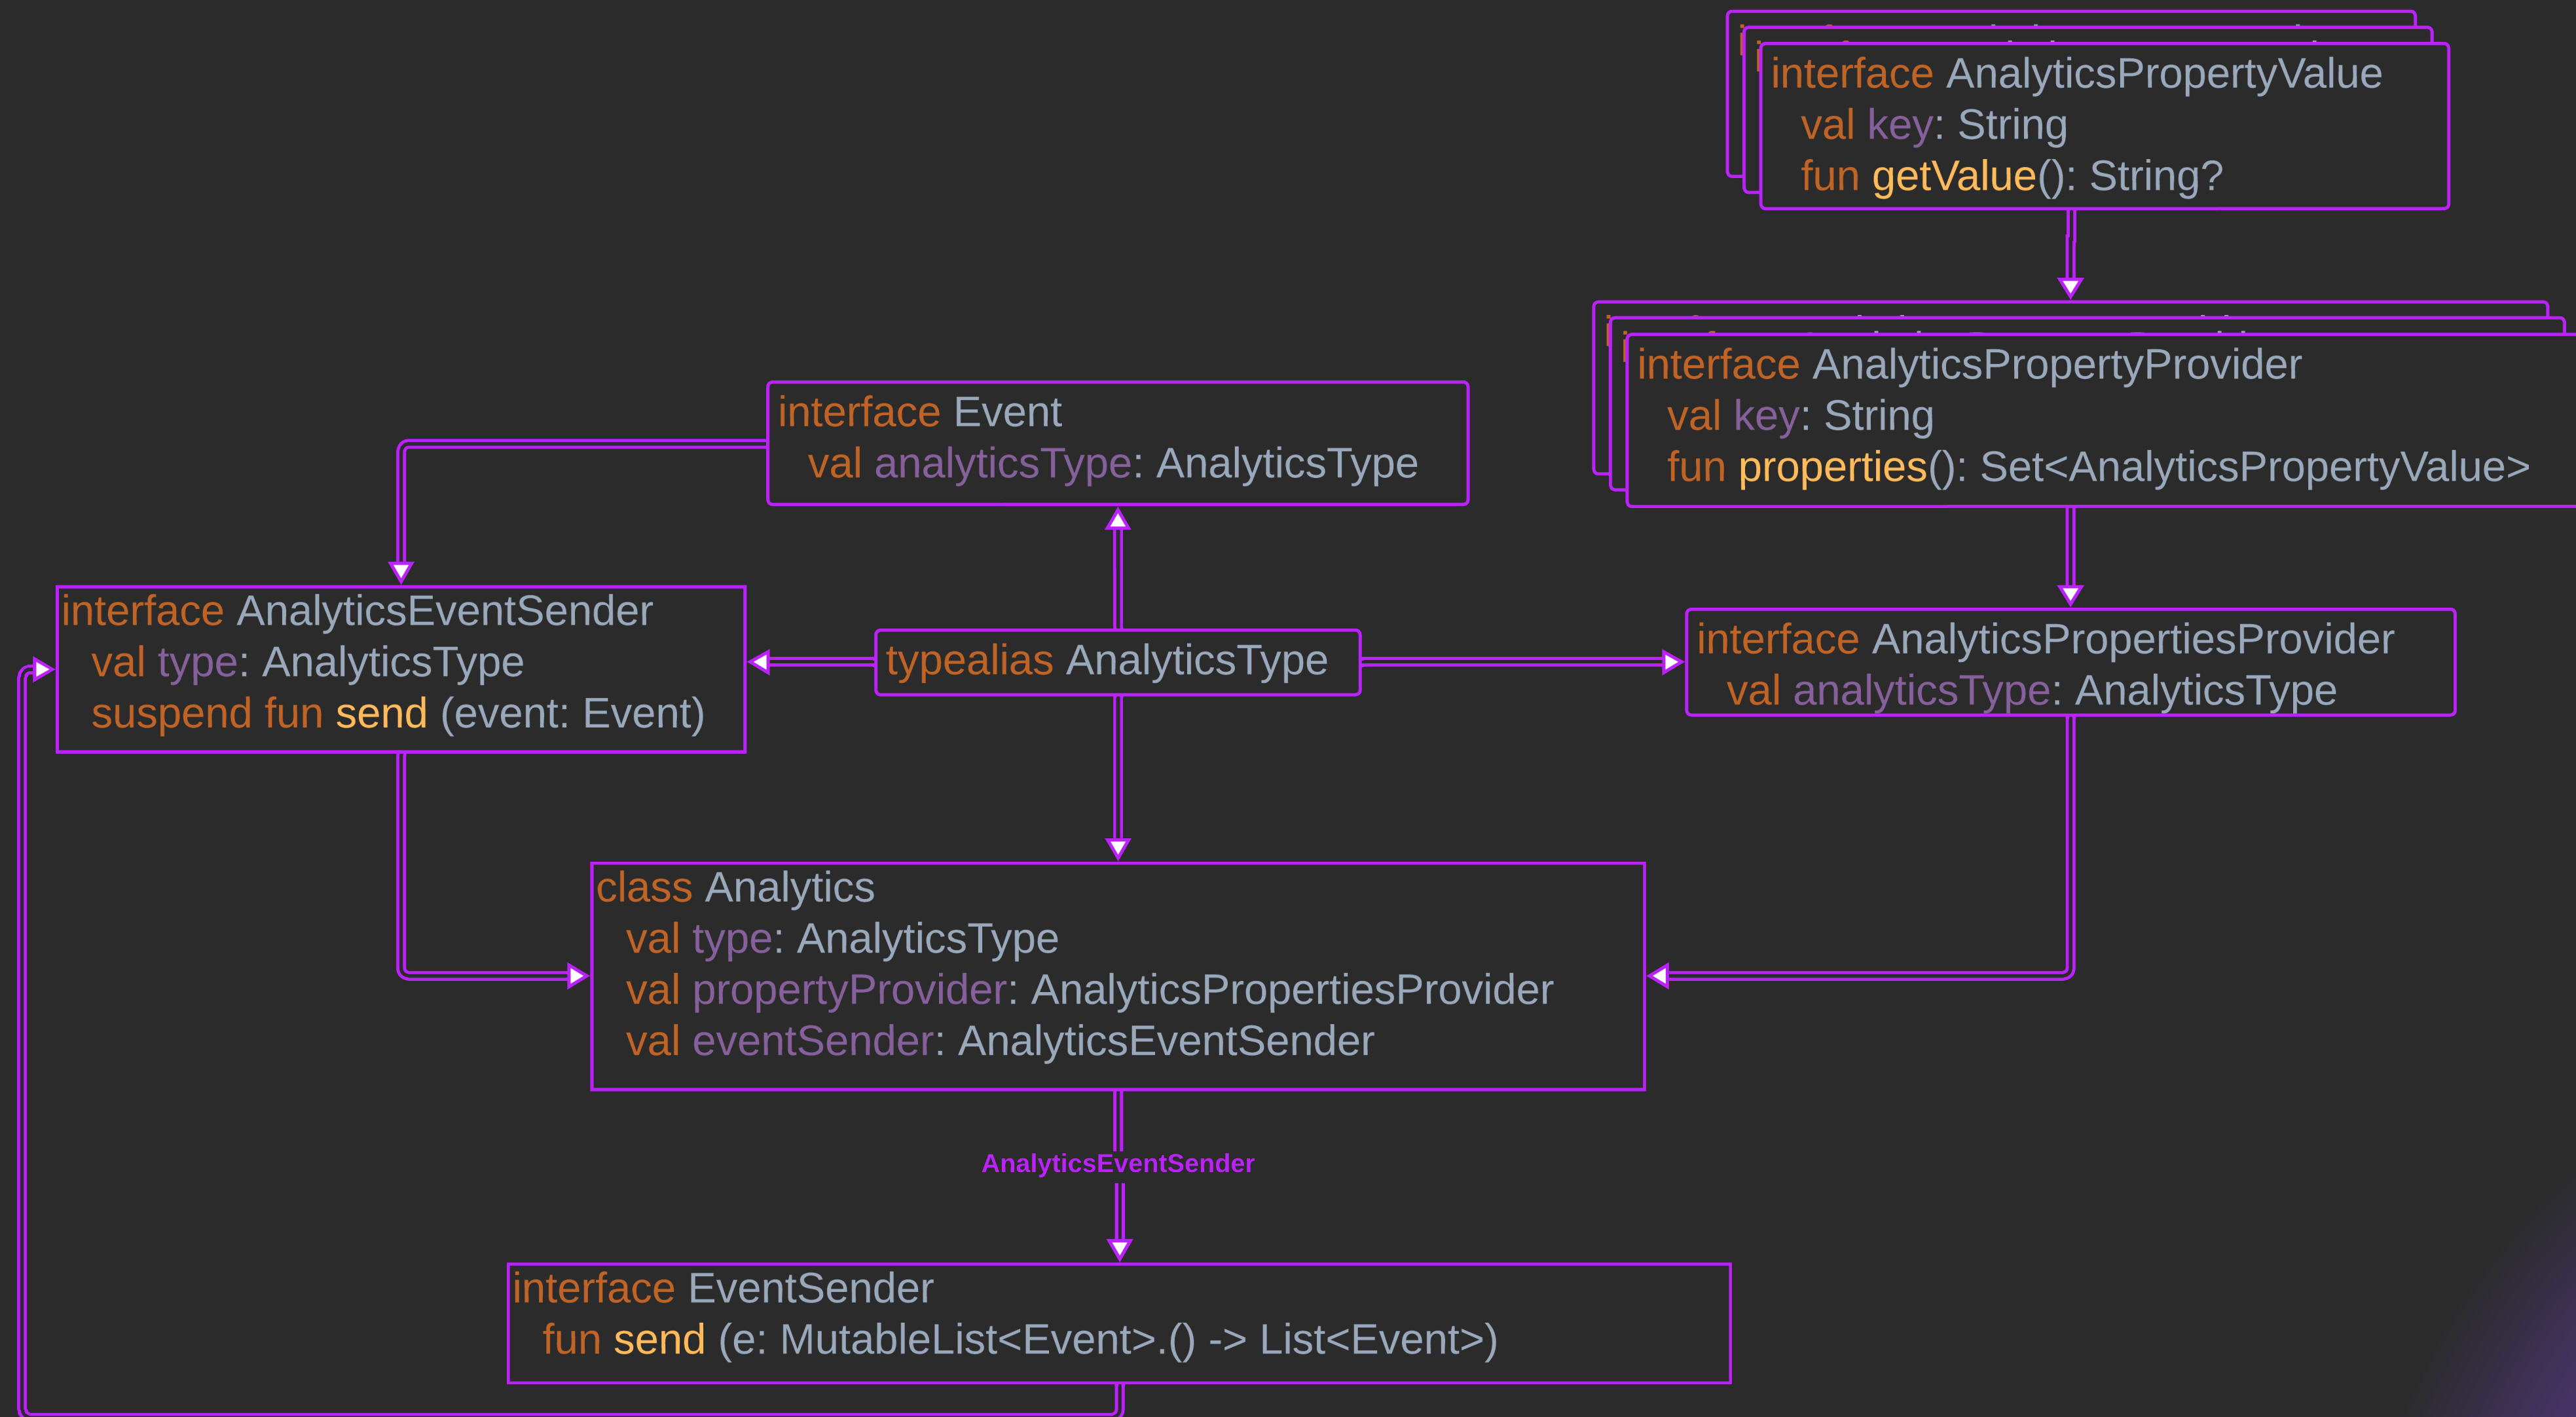 interface AnalyticsPropertyValue
val key: String
fun getValue(): String?
interface AnalyticsPropertyProvider
val key: String
fun properties(): Set<AnalyticsPropertyValue>
interface Event
val analyticsType: AnalyticsType
interface AnalyticsEventSender
val type: AnalyticsType
suspend fun send (event: Event)
typealias AnalyticsType
interface AnalyticsPropertiesProvider
val analyticsType: AnalyticsType
class Analytics
val type: AnalyticsType
val propertyProvider: AnalyticsPropertiesProvider
val eventSender: AnalyticsEventSender
AnalyticsEventSender
interface EventSender
fun send (e: MutableList<Event>.() -> List<Event>)